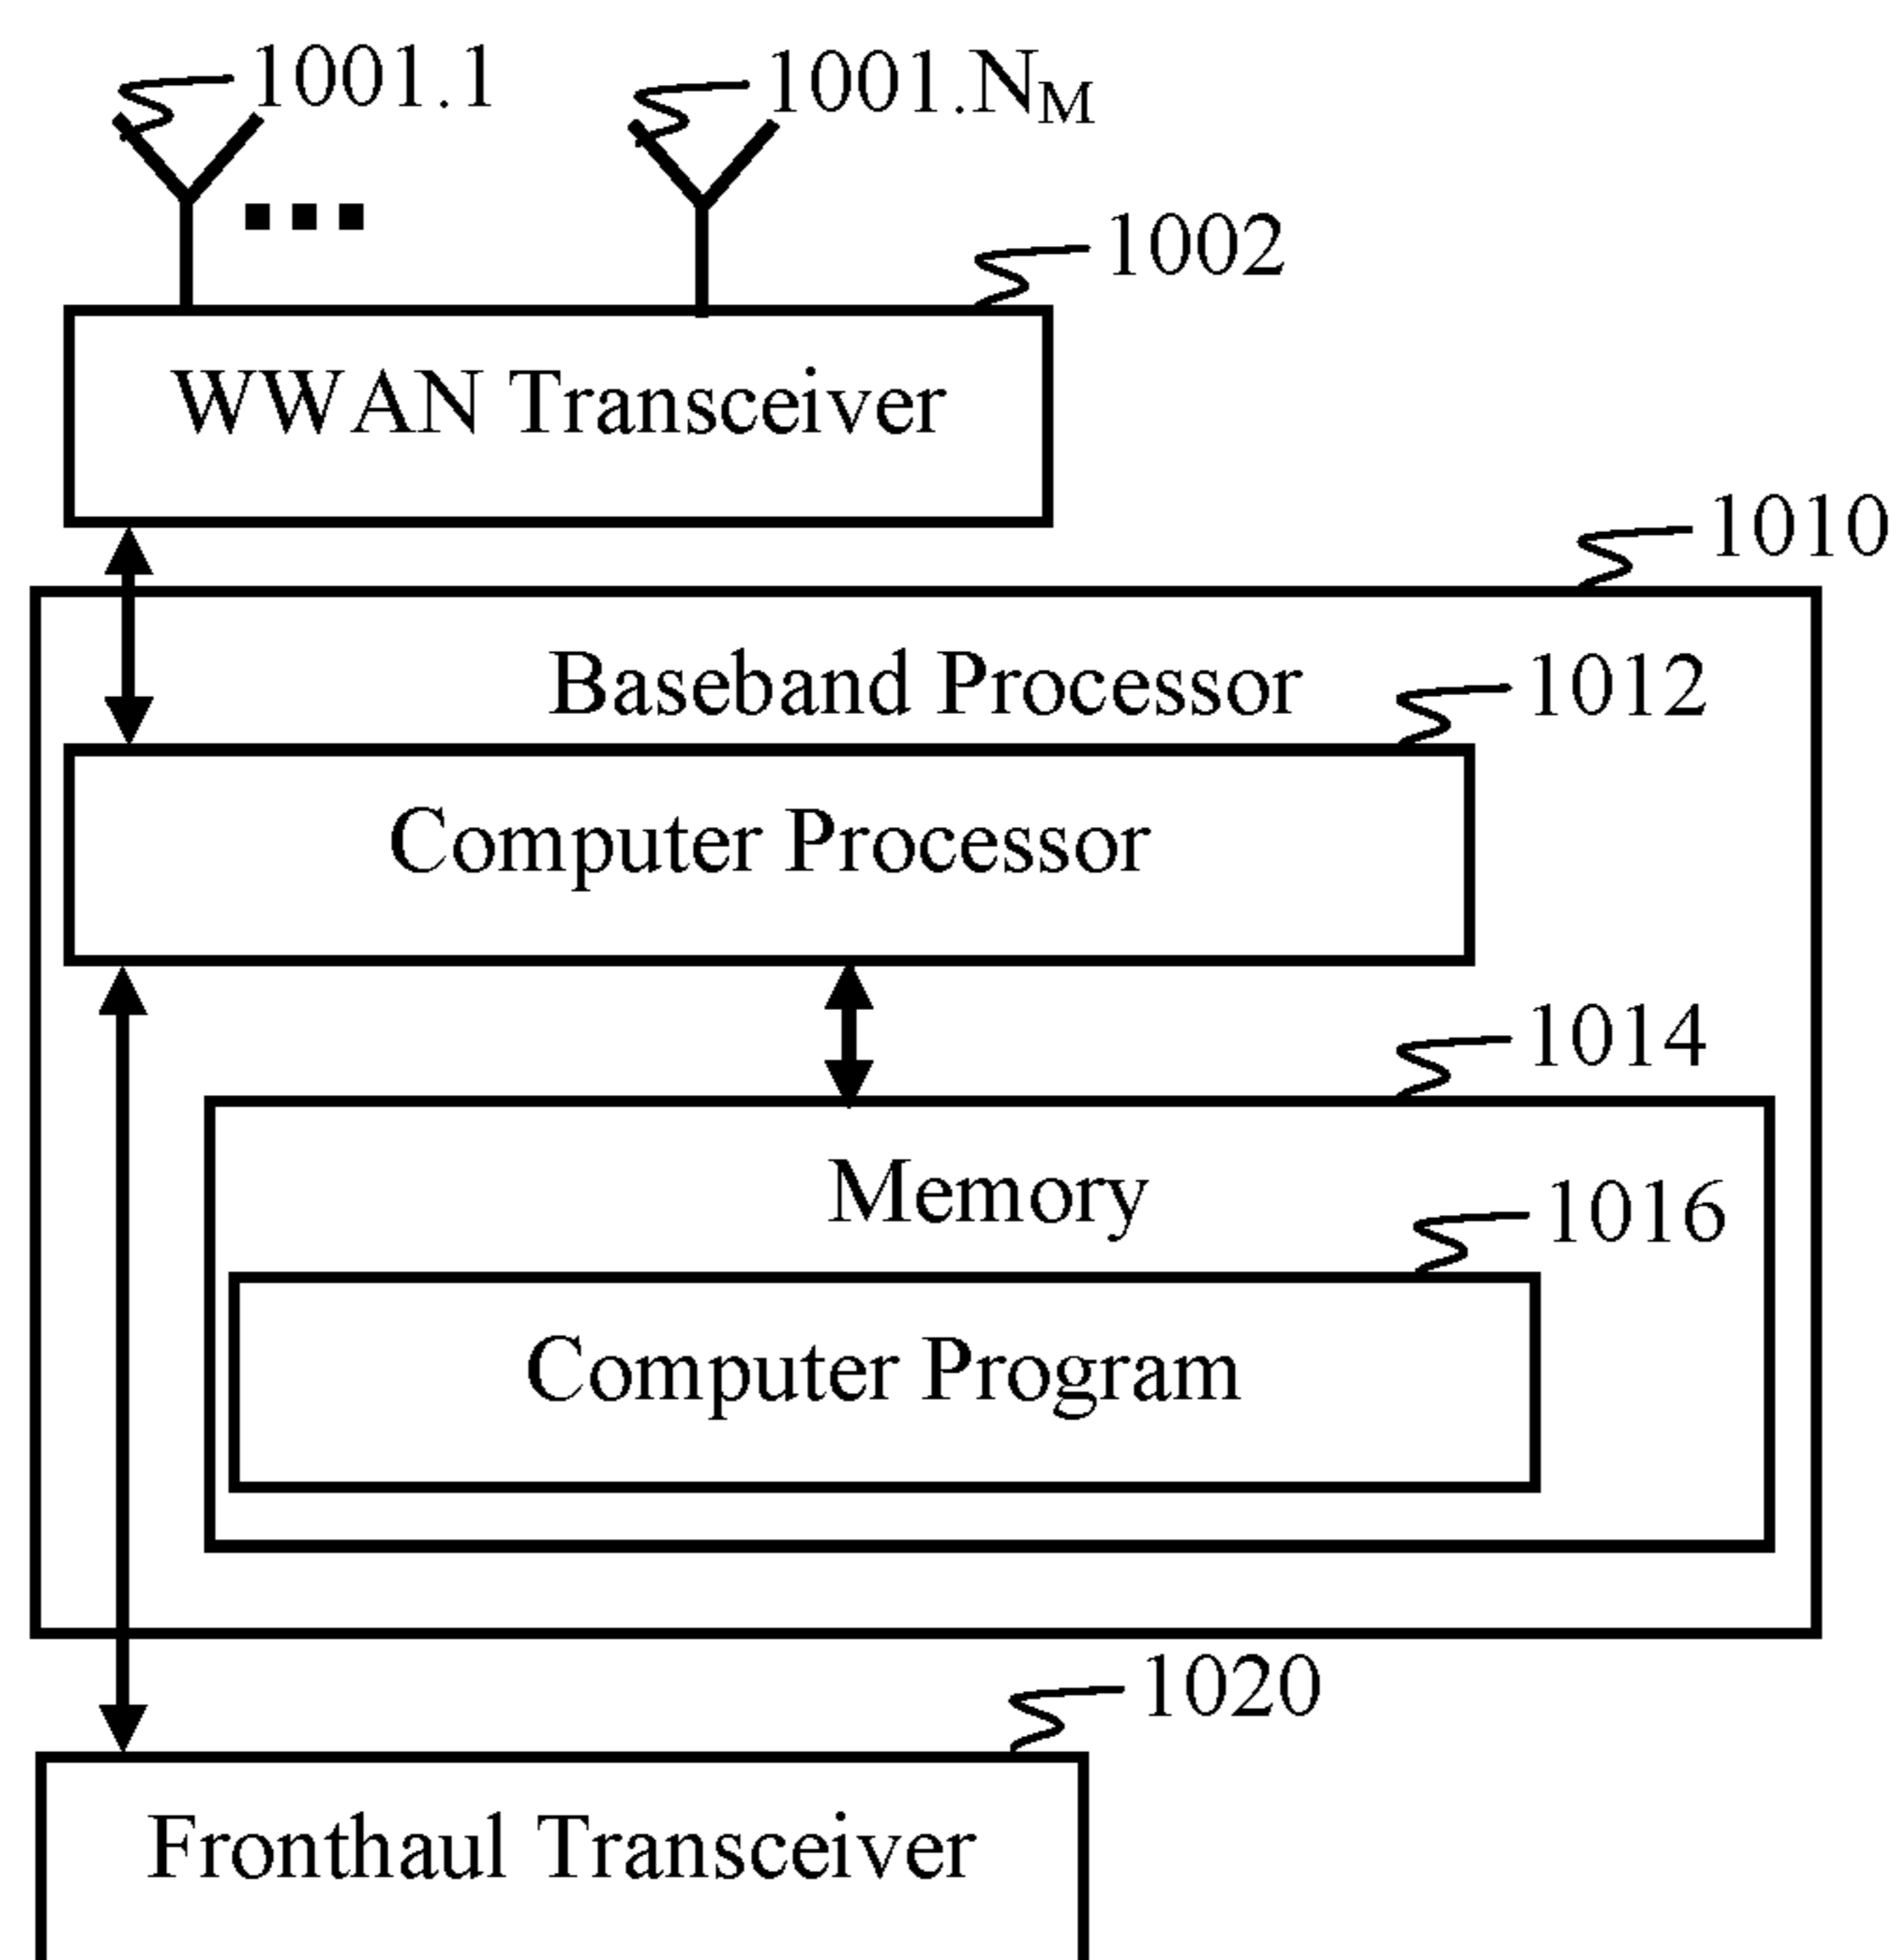 1001.1
1001.NM
1002
WWAN Transceiver
1010
Baseband Processor
1012
Computer Processor
1014
Memory
1016
Computer Program
1020
Fronthaul Transceiver